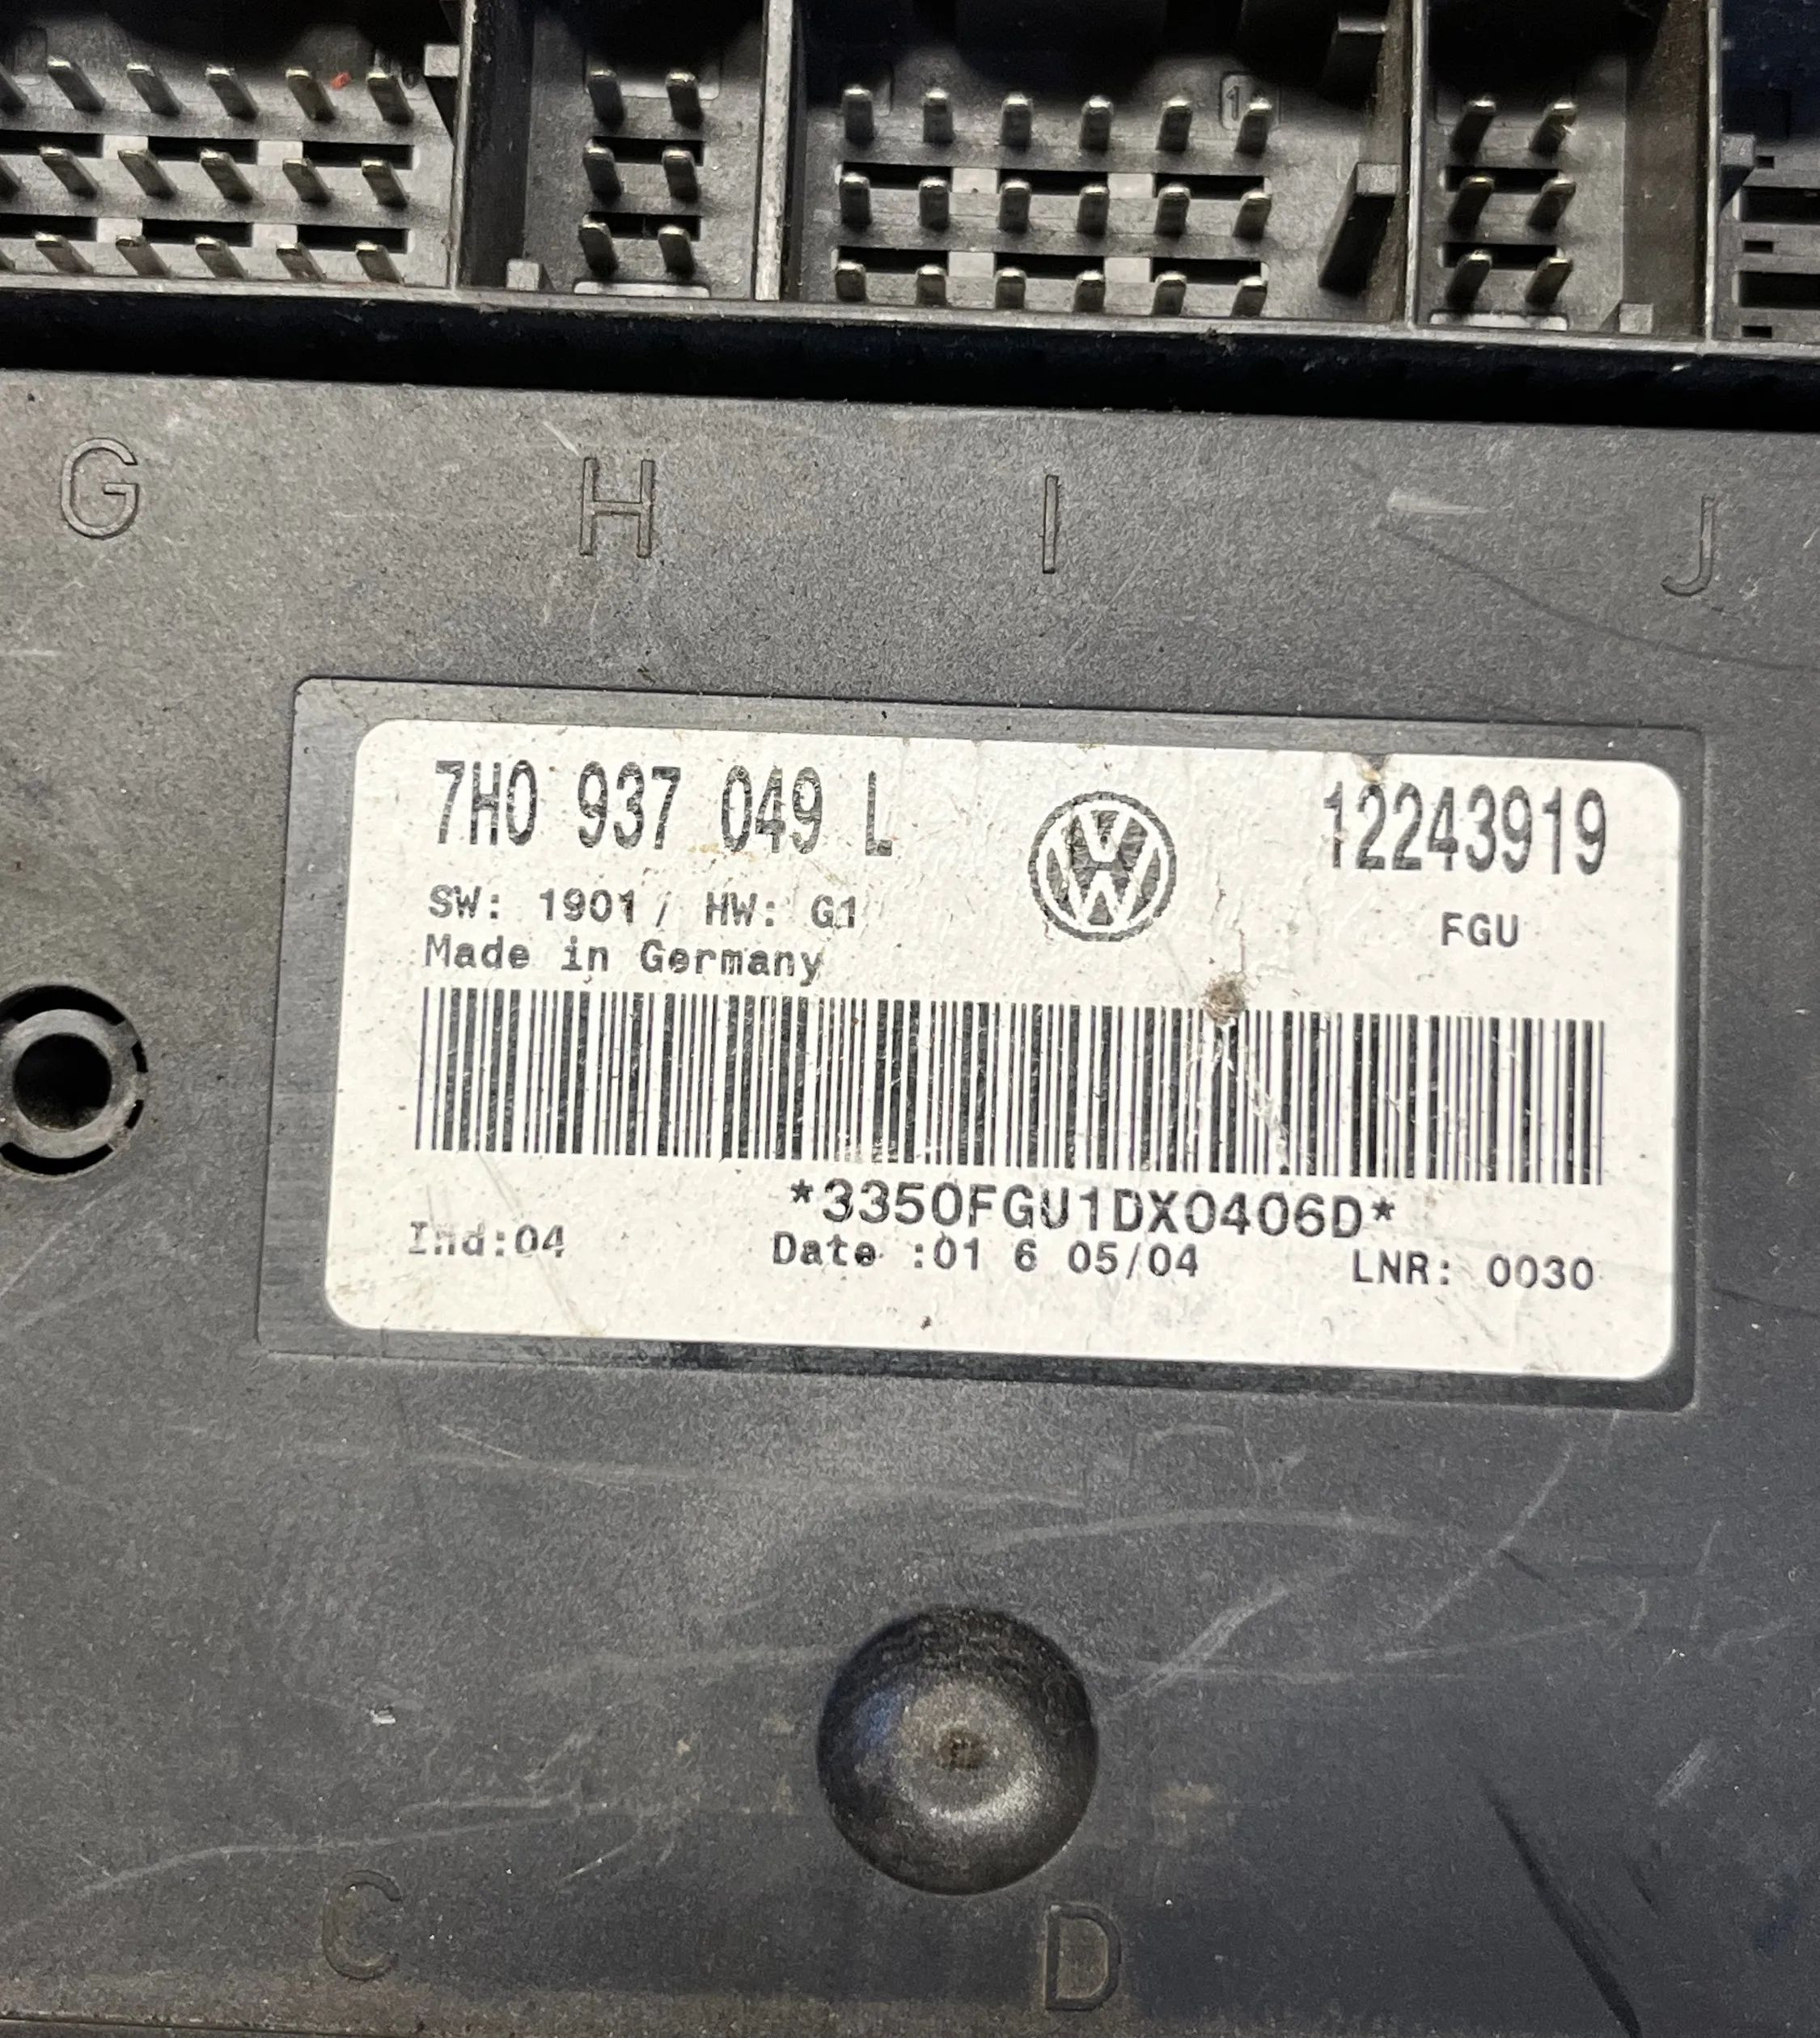 1
G H I J
7H0 937 049 L
12243919
SW: 1901 / HW: G1
FGU
Made in Germany
*3350FGU1DX0406D*
Ind:04
Date :01 6 05/04
LNR: 0030
C D